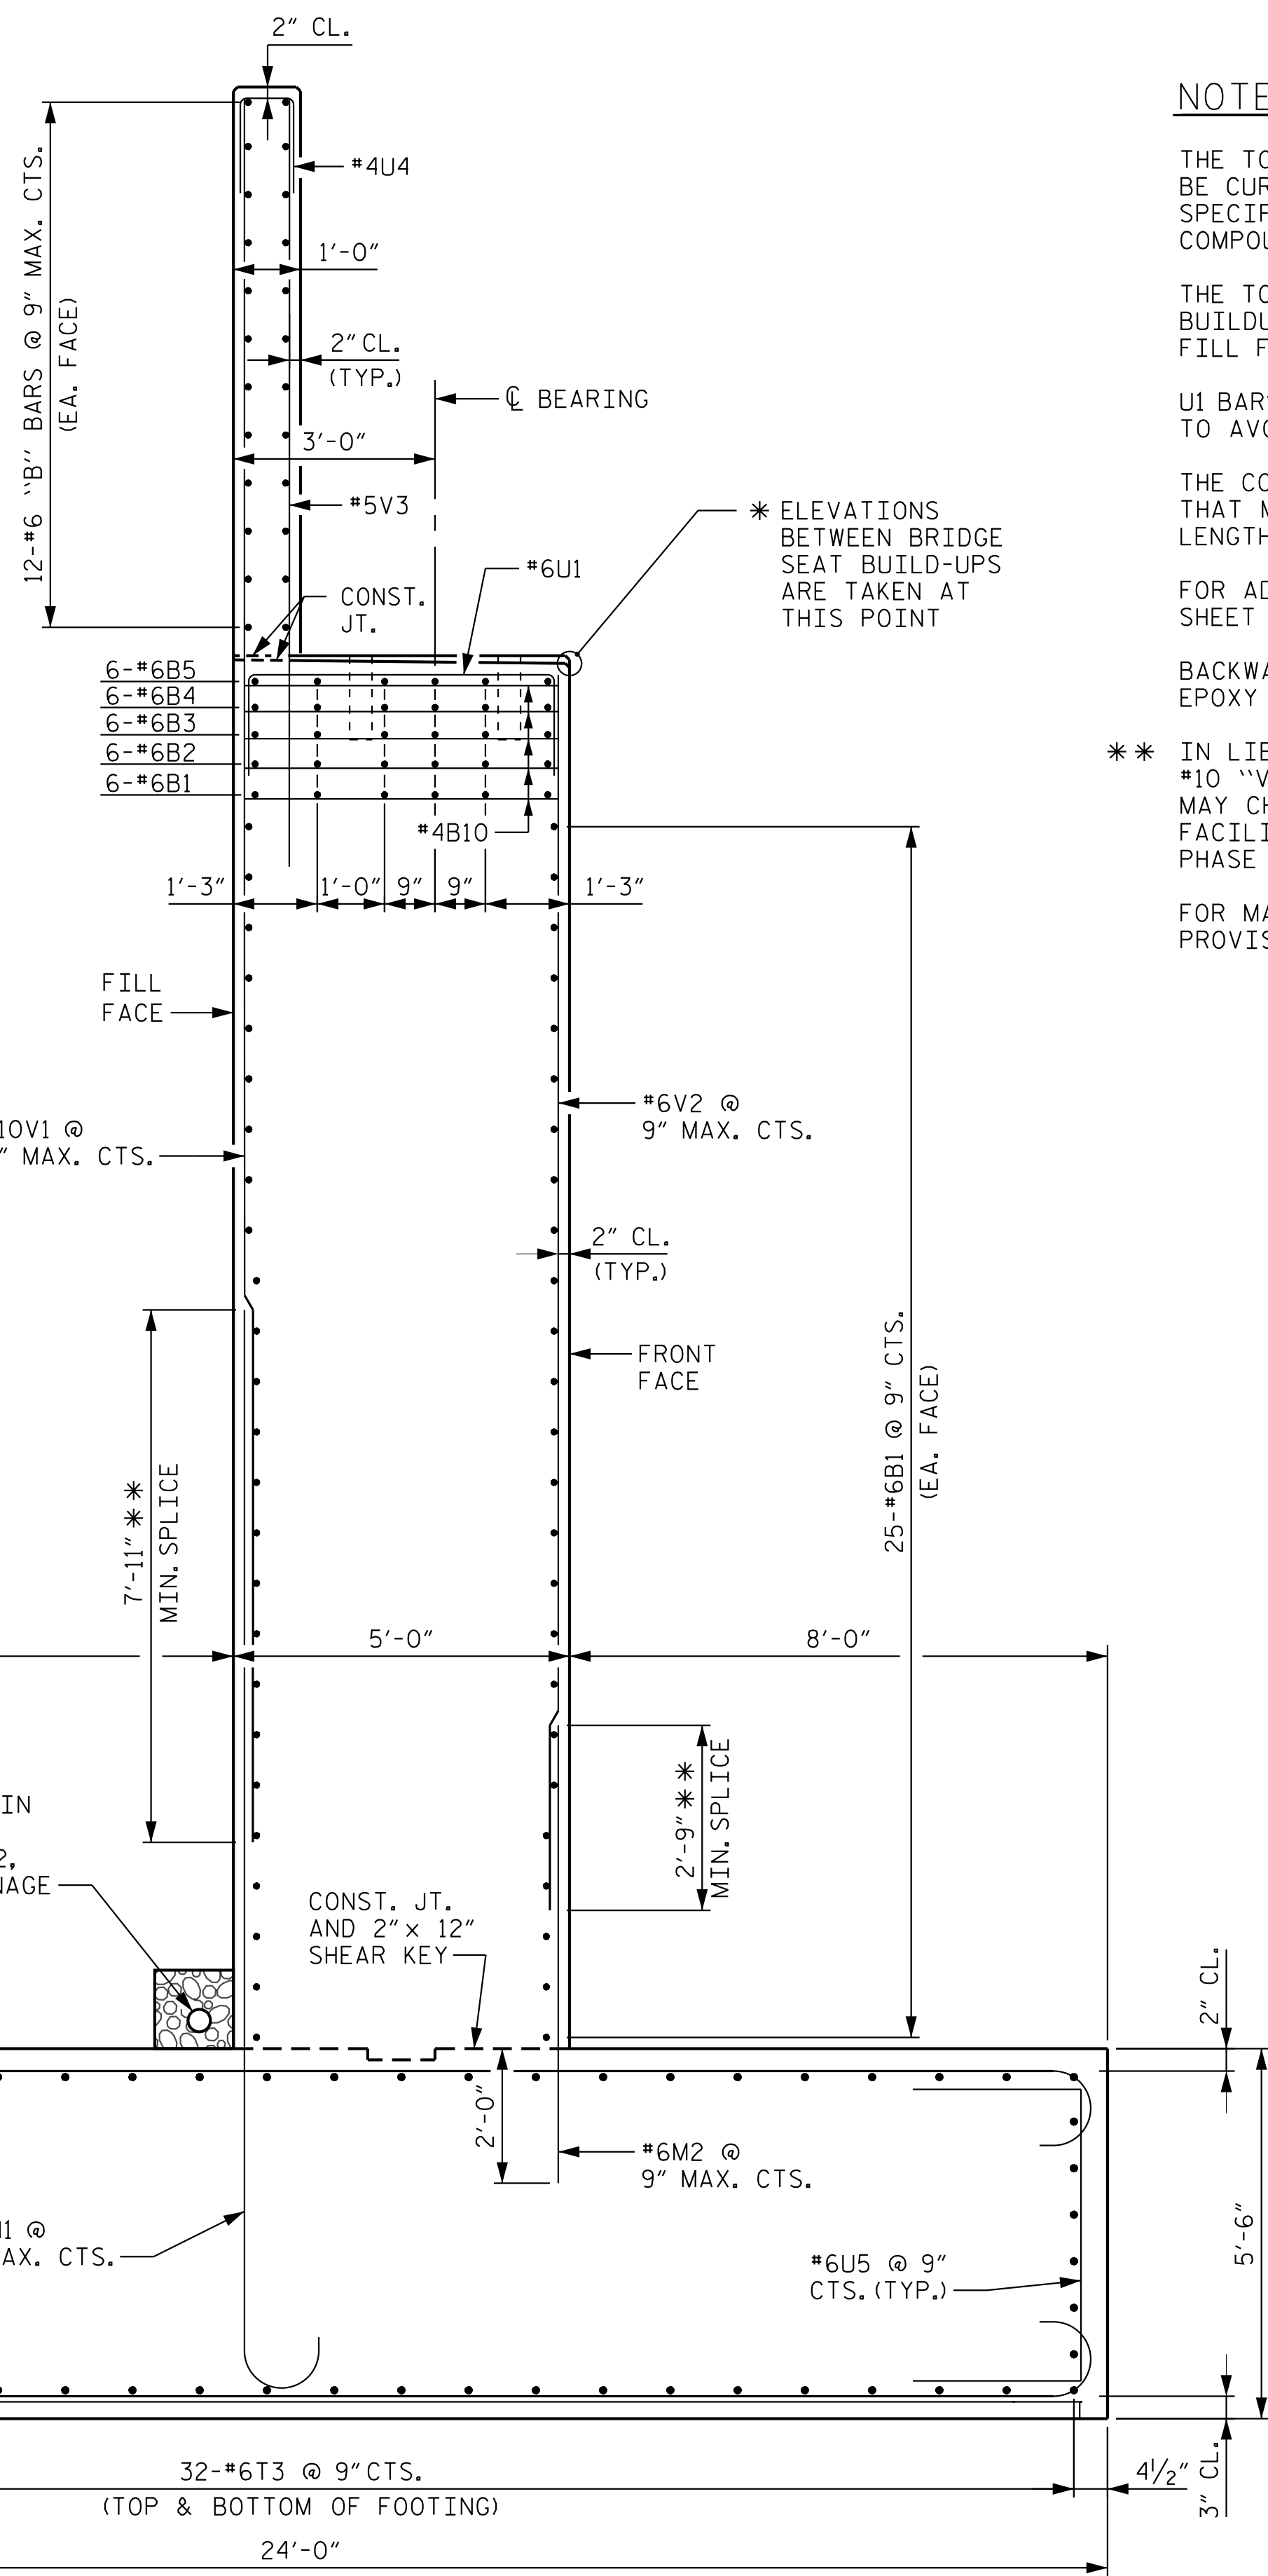 2" CL.
12-#6 "B" BARS @ 9" MAX. CTS.
(EA. FACE)
#4U4
1'-0"
2" CL.
(TYP.)
℄ BEARING
3'-0"
#5V3
* ELEVATIONS
BETWEEN BRIDGE
SEAT BUILD-UPS
ARE TAKEN AT
THIS POINT
#6U1
CONST.
JT.
6-#6B5
6-#6B4
6-#6B3
6-#6B2
6-#6B1
#4B10
1'-3"
1'-0"
9"
9"
1'-3"
FILL
FACE
10V1 @
" MAX. CTS.
#6V2 @
9" MAX. CTS.
2" CL.
(TYP.)
FRONT
FACE
25-#6B1 @ 9" CTS.
(EA. FACE)
7'-11" **
MIN. SPLICE
5'-0"
8'-0"
2'-9" **
MIN. SPLICE
IN
2,
NAGE
CONST. JT.
AND 2" x 12"
SHEAR KEY
2'-0"
#6M2 @
9" MAX. CTS.
2" CL.
5'-6"
11 @
AX. CTS.
#6U5 @ 9"
CTS. (TYP.)
32-#6T3 @ 9" CTS.
(TOP & BOTTOM OF FOOTING)
4½"
3" CL.
24'-0"
NOTE
THE TO
BE CUR
SPECIF
COMPOU
THE TO
BUILDU
FILL F
U1 BAR
TO AVO
THE CO
THAT M
LENGTH
FOR AD
SHEET
BACKWA
EPOXY
** IN LIE
#10 "V
MAY CH
FACILI
PHASE
FOR MA
PROVIS